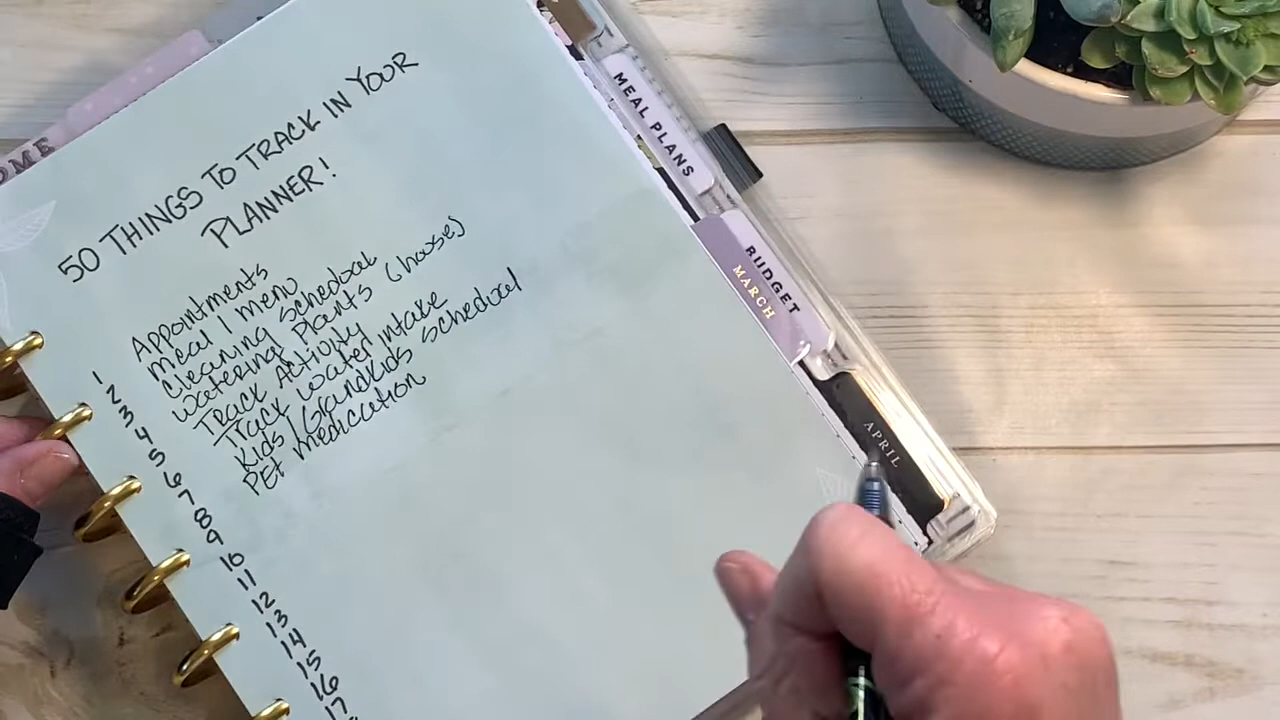 OME
50 THINGS TO TRACK IN YOUR
PLANNER!
1 Appointments
2 Meal / menu
3 Cleaning Schedual
4 Watering Plants (house)
5 Track Activity
6 Track water intake
7 Kids / GrandKids Schedual
8 PEt medication
9
10
11
12
13
14
15
16
17
MEAL PLANS
BUDGET
MARCH
APRIL